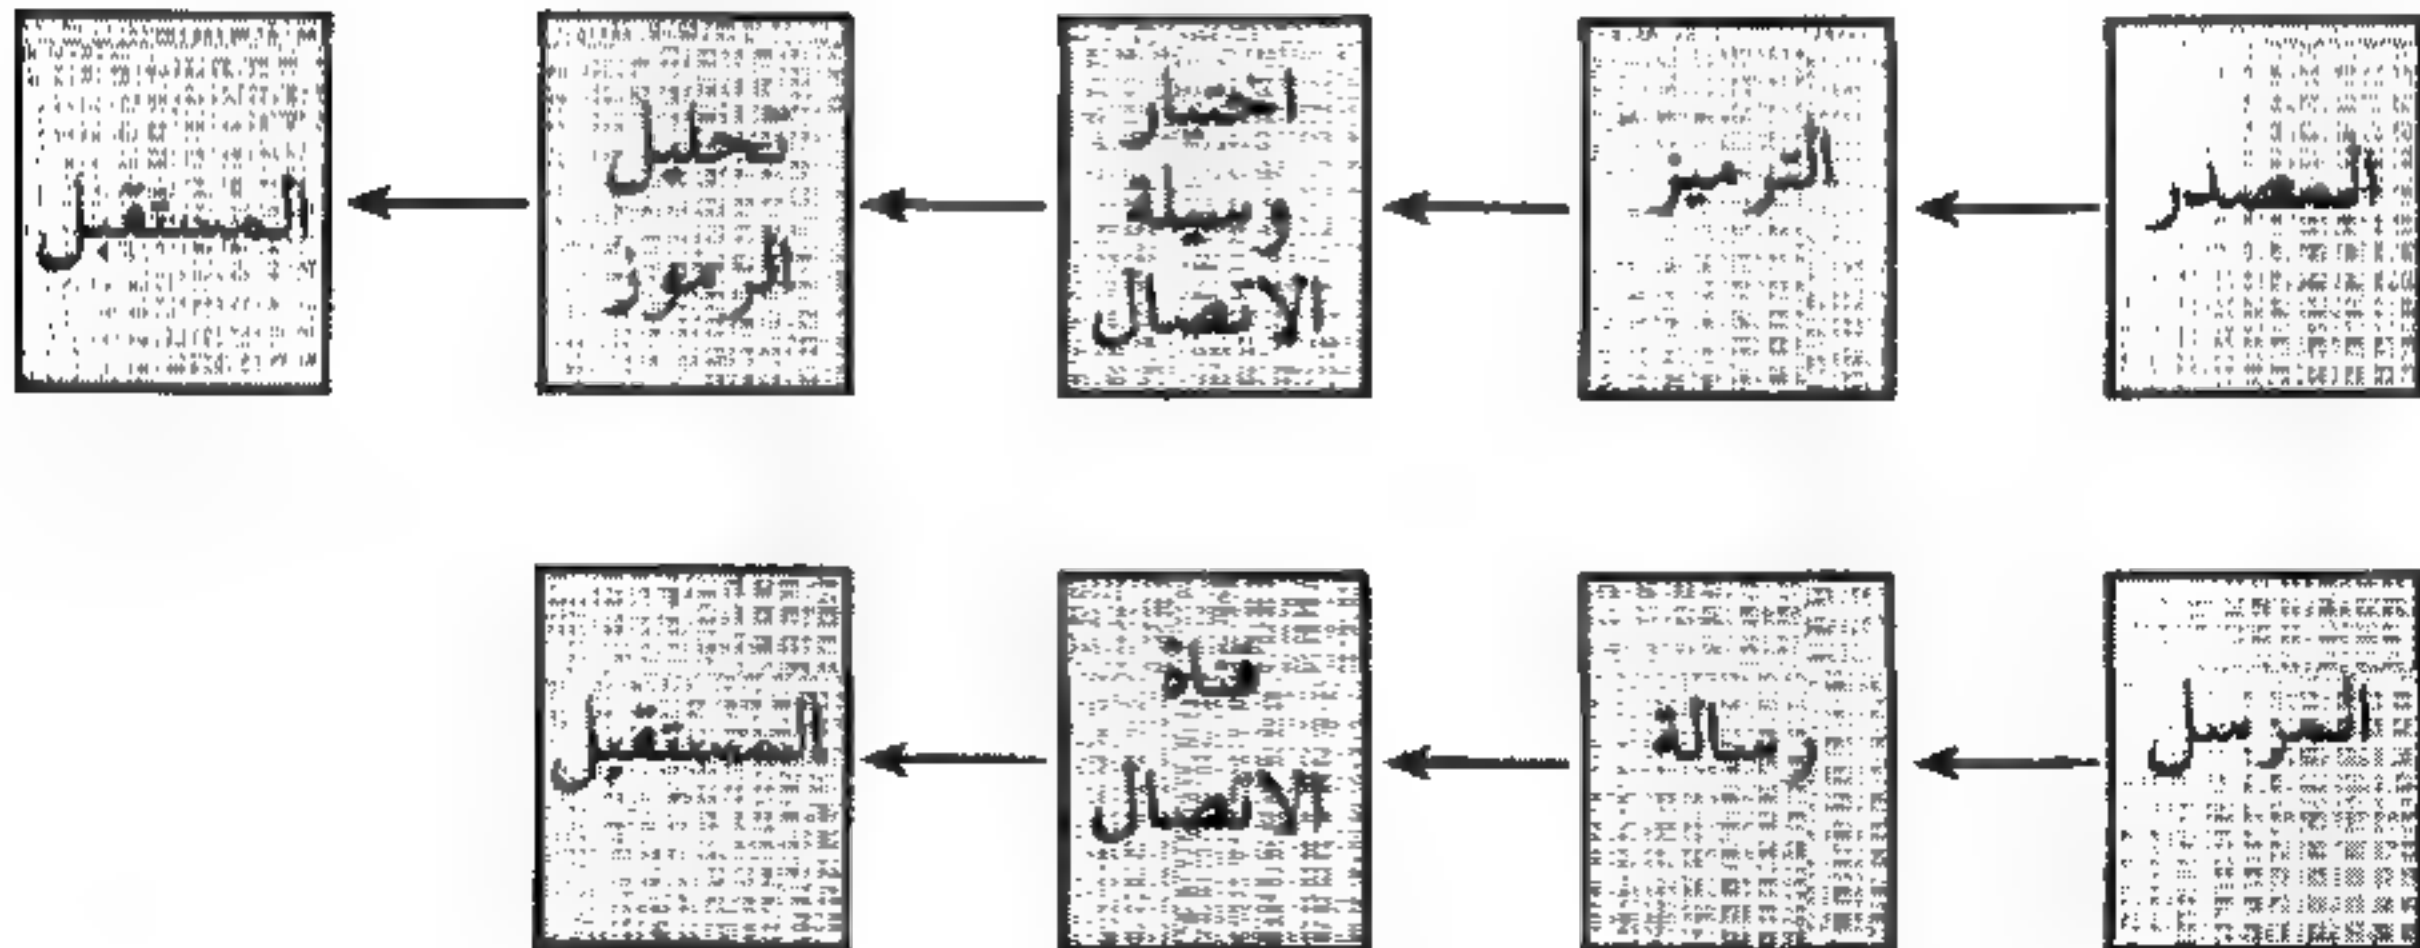 المصدر
الترميز
اختيار
وسيلة
الاتصال
تحليل
الرموز
المستقبل
المرسل
رسالة
قناة
الاتصال
المستقبل